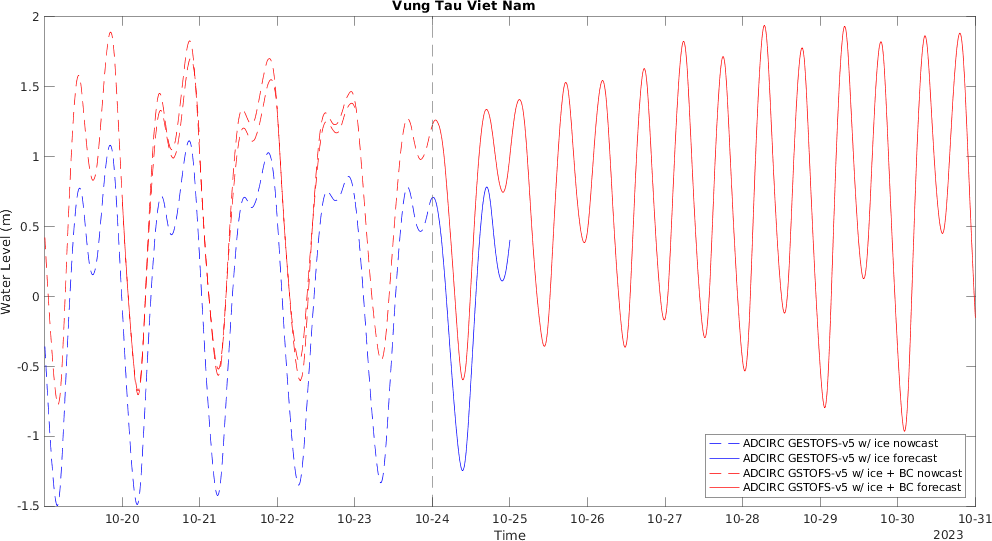 Vung Tau Viet Nam
2
1.5
1
0.5
0
-0.5
-1
-1.5
Water Level (m)
ADCIRC GESTOFS-v5 w/ ice nowcast
ADCIRC GESTOFS-v5 w/ ice forecast
ADCIRC GSTOFS-v5 w/ ice + BC nowcast
ADCIRC GSTOFS-v5 w/ ice + BC forecast
10-20 10-21 10-22 10-23 10-24 10-25 10-26 10-27 10-28 10-29 10-30 10-31
Time
2023